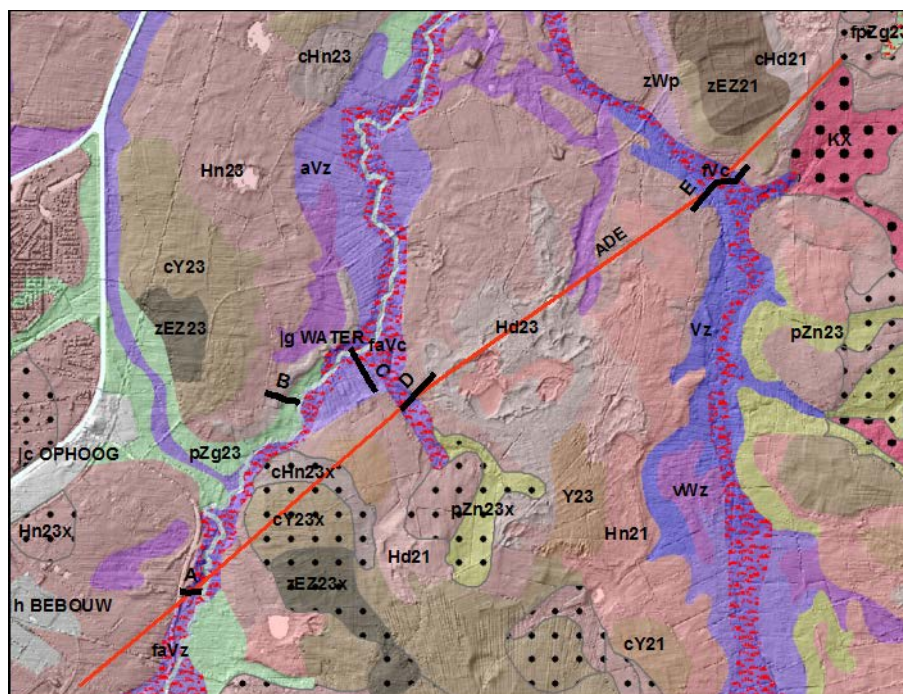 fpZg23
cHn23
cHd21
zEZ21
zWp
KX
Hn23
aVz
fVc
E
ADE
cY23
zEZ23
Vz
pZn23
Hd23
|g WATER
faVc
B
C
D
pZg23
|c OPHOOG
cHn23x
cY23x
pZn23x
Y23
vWz
Hn21
Hn23x
Hd21
A
zEZ23x
h BEBOUW
faVz
cY21